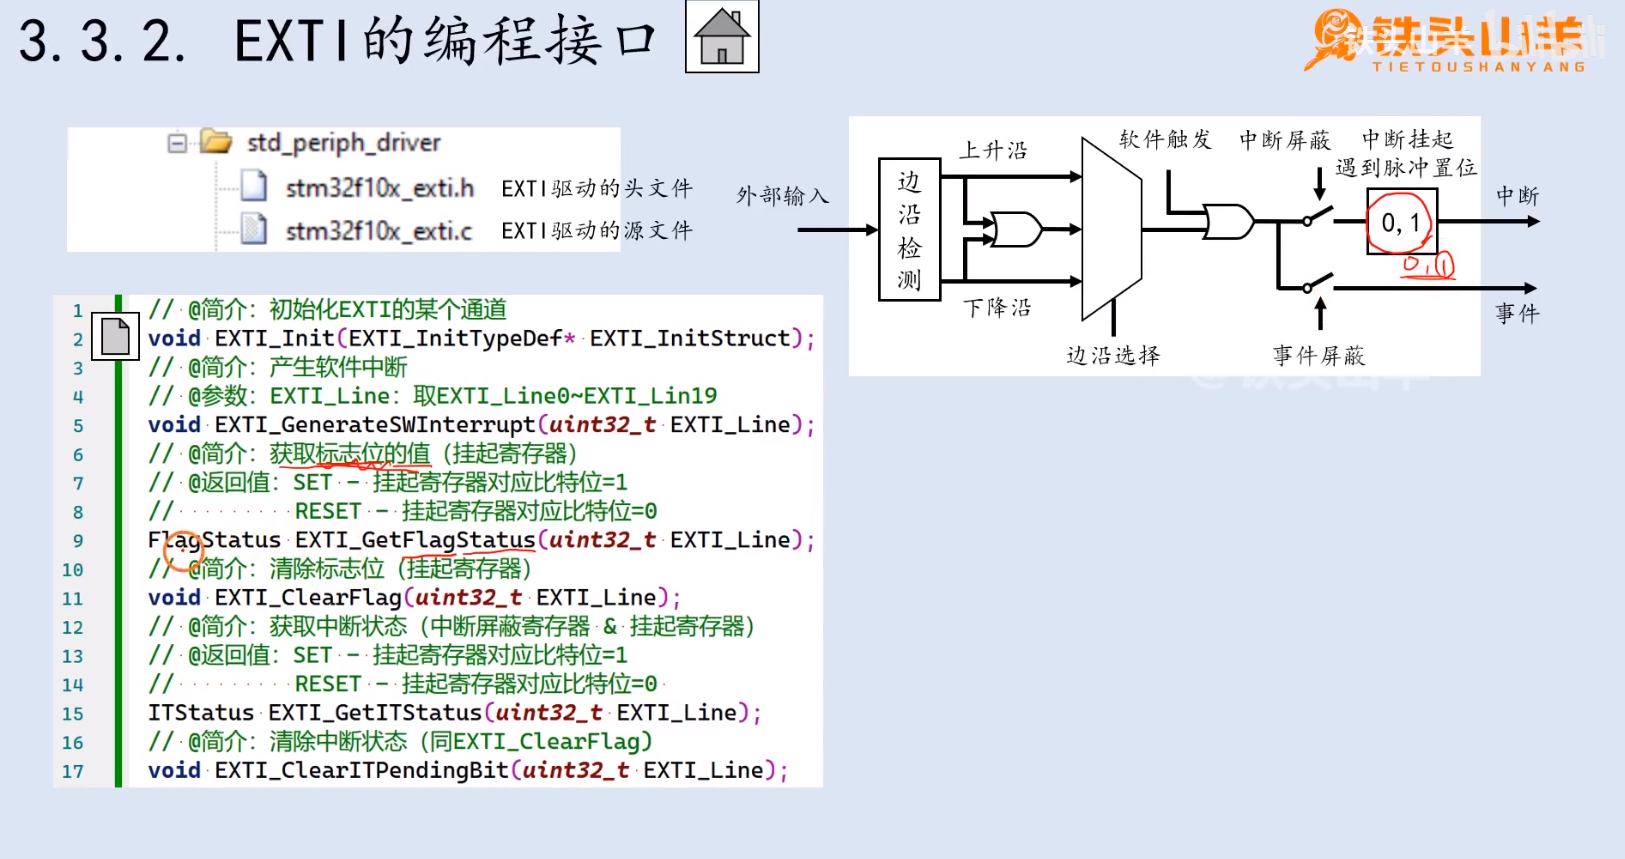 3.3.2. EXTI的编程接口
铁头山羊
TIETOUSHANYANG
std_periph_driver
stm32f10x_exti.h EXTI驱动的头文件
stm32f10x_exti.c EXTI驱动的源文件
1 // @简介：初始化EXTI的某个通道
2 void EXTI_Init(EXTI_InitTypeDef* EXTI_InitStruct);
3 // @简介：产生软件中断
4 // @参数：EXTI_Line：取EXTI_Line0~EXTI_Lin19
5 void EXTI_GenerateSWInterrupt(uint32_t EXTI_Line);
6 // @简介：获取标志位的值（挂起寄存器）
7 // @返回值：SET - 挂起寄存器对应比特位=1
8 // RESET - 挂起寄存器对应比特位=0
9 FlagStatus EXTI_GetFlagStatus(uint32_t EXTI_Line);
10 // @简介：清除标志位（挂起寄存器）
11 void EXTI_ClearFlag(uint32_t EXTI_Line);
12 // @简介：获取中断状态（中断屏蔽寄存器 & 挂起寄存器）
13 // @返回值：SET - 挂起寄存器对应比特位=1
14 // RESET - 挂起寄存器对应比特位=0
15 ITStatus EXTI_GetITStatus(uint32_t EXTI_Line);
16 // @简介：清除中断状态（同EXTI_ClearFlag)
17 void EXTI_ClearITPendingBit(uint32_t EXTI_Line);
外部输入
边沿检测
上升沿
下降沿
边沿选择
软件触发
中断屏蔽
中断挂起
遇到脉冲置位
0,1
0,1
中断
事件
事件屏蔽